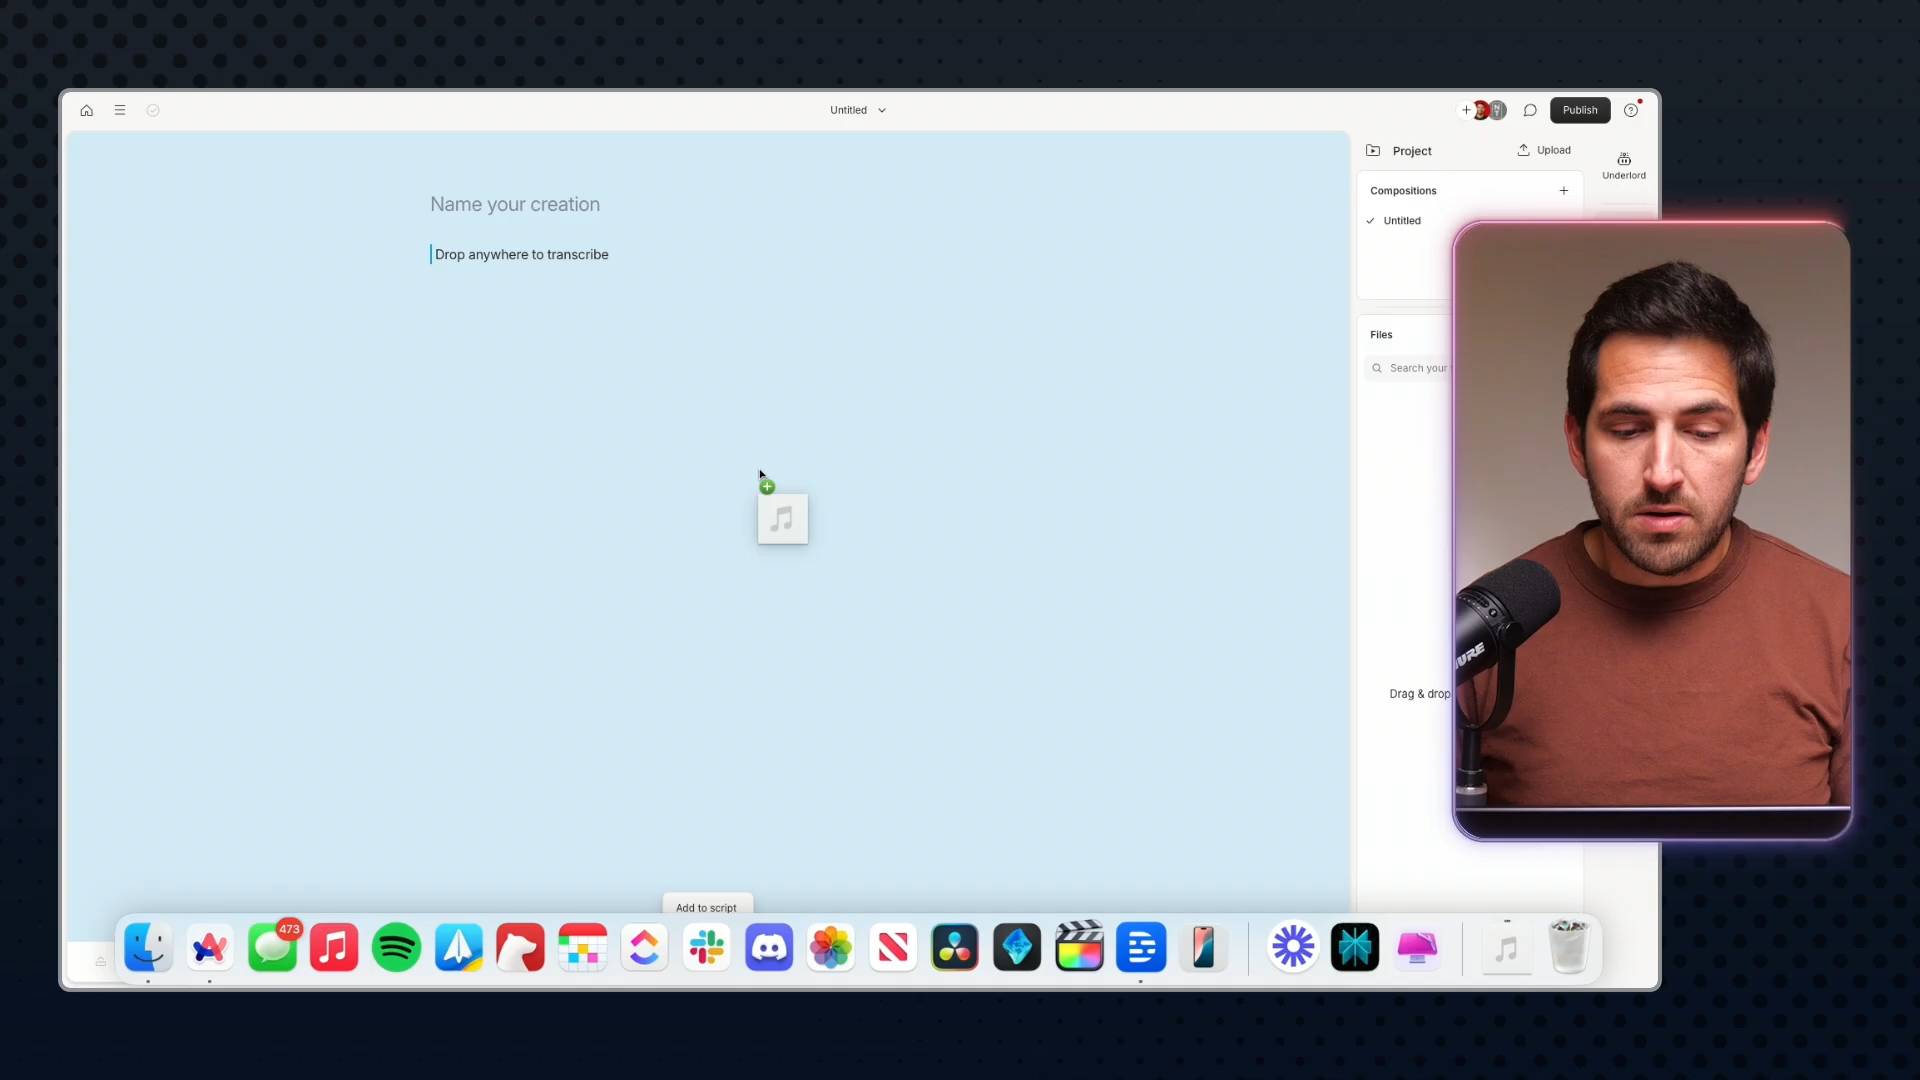 Untitled
Publish
Project
Upload
Underlord
Compositions
Untitled
Name your creation
Drop anywhere to transcribe
Files
Search your
Drag & drop
Add to script
473
URE